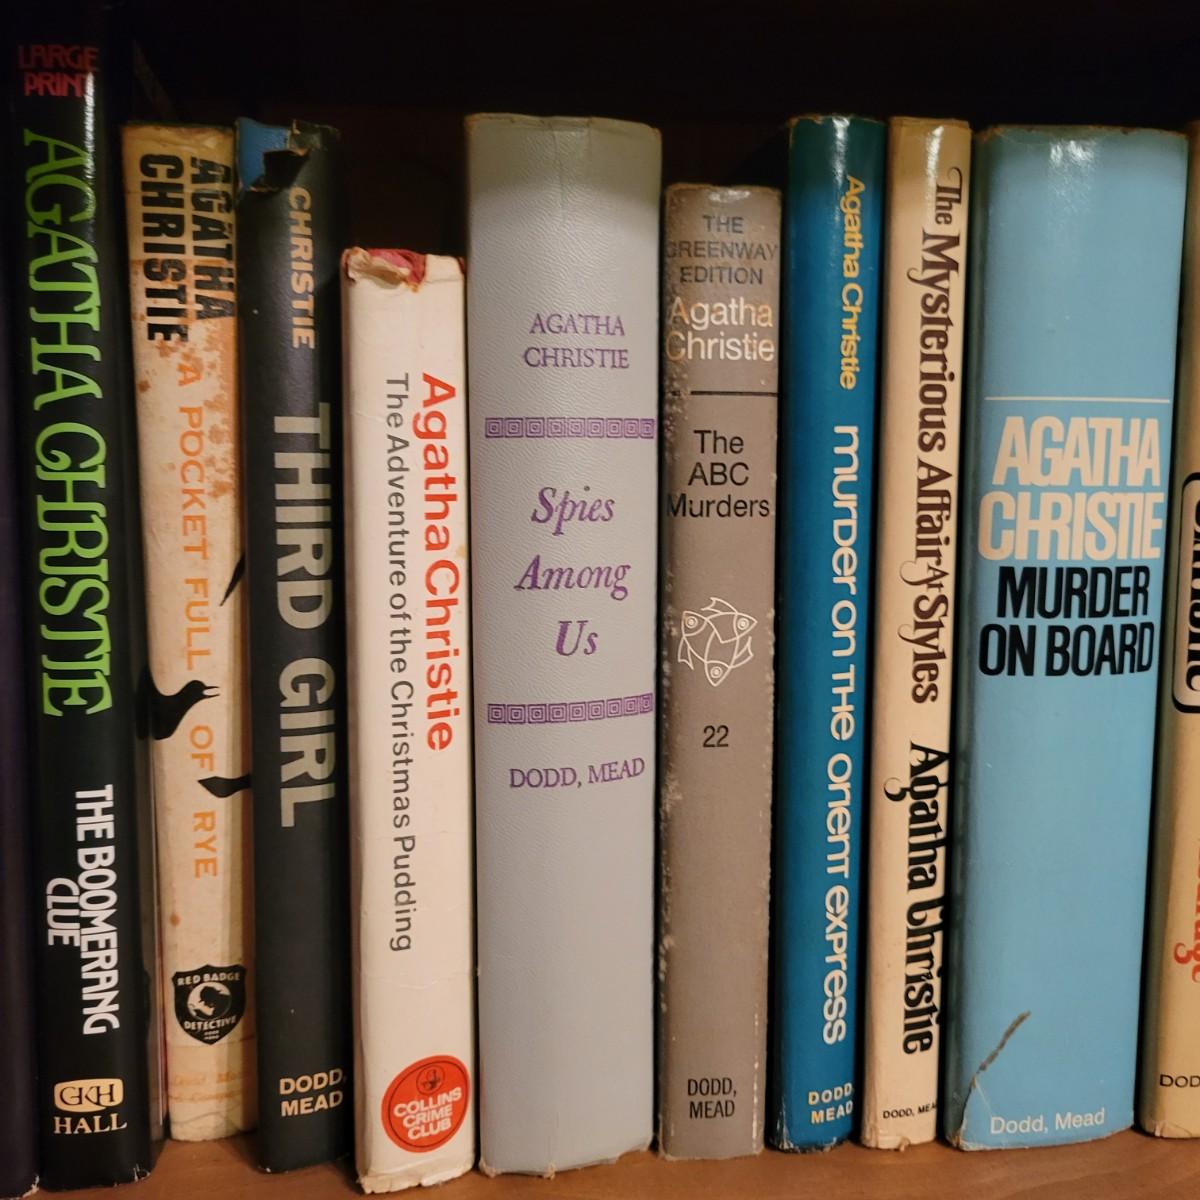 LARGE
PRINT
AGATHA CHRISTIE
THE BOOMERANG
CLUE
GKH
HALL
AGATHA
CHRISTIE
A POCKET FULL OF RYE
RED BADGE
DETECTIVE
CHRISTIE
THIRD GIRL
DODD,
MEAD
Agatha Christie
The Adventure of the Christmas Pudding
COLLINS
CRIME
CLUB
AGATHA
CHRISTIE
Spies
Among
Us
DODD, MEAD
THE
GREENWAY
EDITION
Agatha
Christie
The
ABC
Murders
22
DODD,
MEAD
Agatha Christie
MURDER ON THE ORIENT EXPRESS
DODD
MEAD
The Mysterious Affair At Styles
Agatha Christie
DODD, MEA
AGATHA
CHRISTIE
MURDER
ON BOARD
Dodd, Mead
DOD